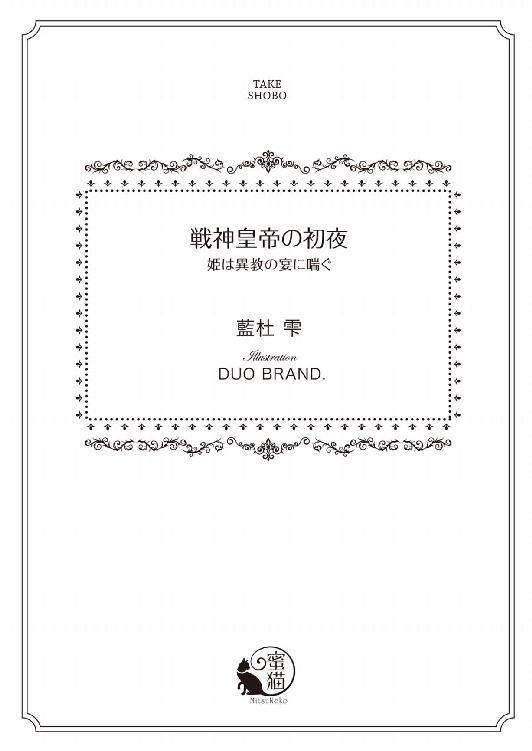 TAKE
SHOBO
戦神皇帝の初夜
姫は異教の宴に喘ぐ
藍杜 雫
Illustration
DUO BRAND.
蜜猫
MitsuNeko